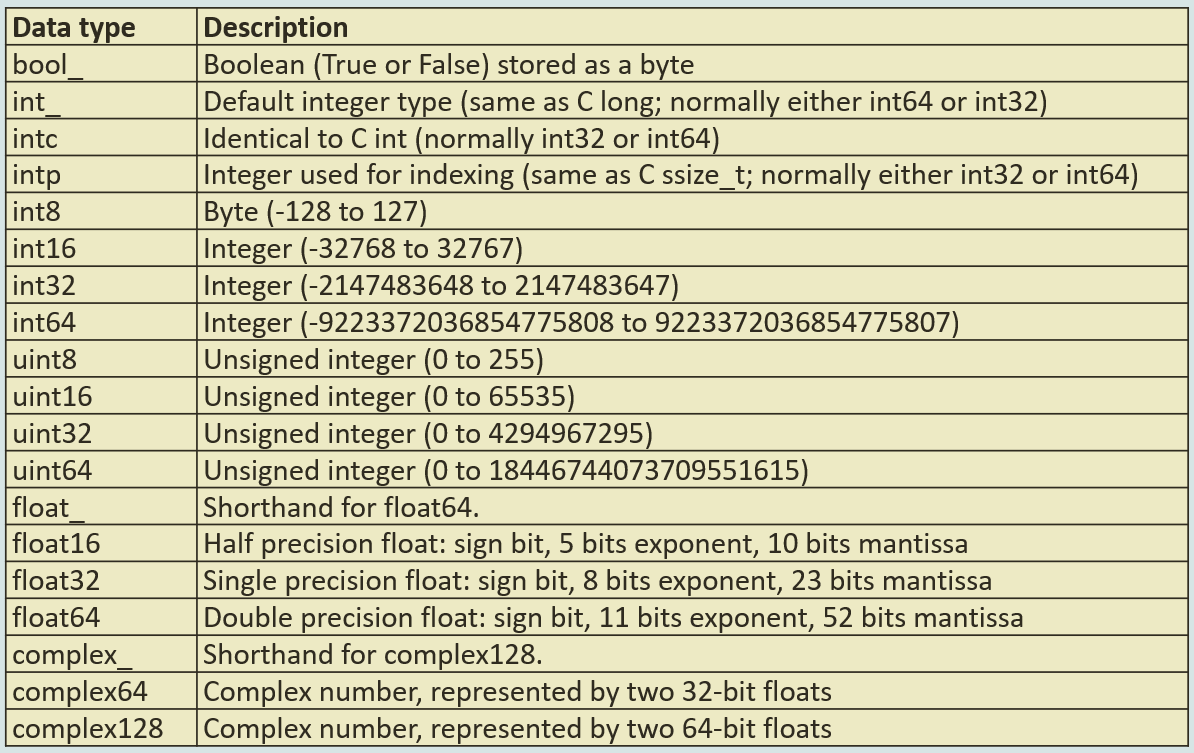 Data type Description
bool_ Boolean (True or False) stored as a byte
int_ Default integer type (same as C long; normally either int64 or int32)
intc Identical to C int (normally int32 or int64)
intp Integer used for indexing (same as C ssize_t; normally either int32 or int64)
int8 Byte (-128 to 127)
int16 Integer (-32768 to 32767)
int32 Integer (-2147483648 to 2147483647)
int64 Integer (-9223372036854775808 to 9223372036854775807)
uint8 Unsigned integer (0 to 255)
uint16 Unsigned integer (0 to 65535)
uint32 Unsigned integer (0 to 4294967295)
uint64 Unsigned integer (0 to 18446744073709551615)
float_ Shorthand for float64.
float16 Half precision float: sign bit, 5 bits exponent, 10 bits mantissa
float32 Single precision float: sign bit, 8 bits exponent, 23 bits mantissa
float64 Double precision float: sign bit, 11 bits exponent, 52 bits mantissa
complex_ Shorthand for complex128.
complex64 Complex number, represented by two 32-bit floats
complex128 Complex number, represented by two 64-bit floats